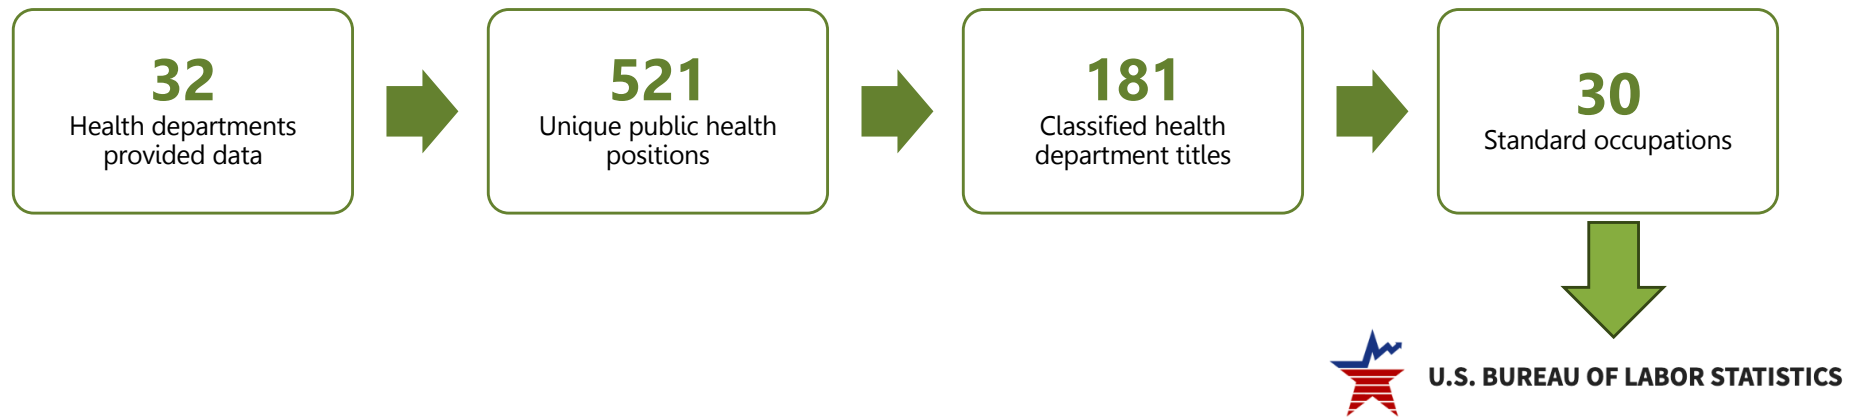 32
Health departments
provided data
521
Unique public health
positions
181
Classified health
department titles
30
Standard occupations
U.S. BUREAU OF LABOR STATISTICS